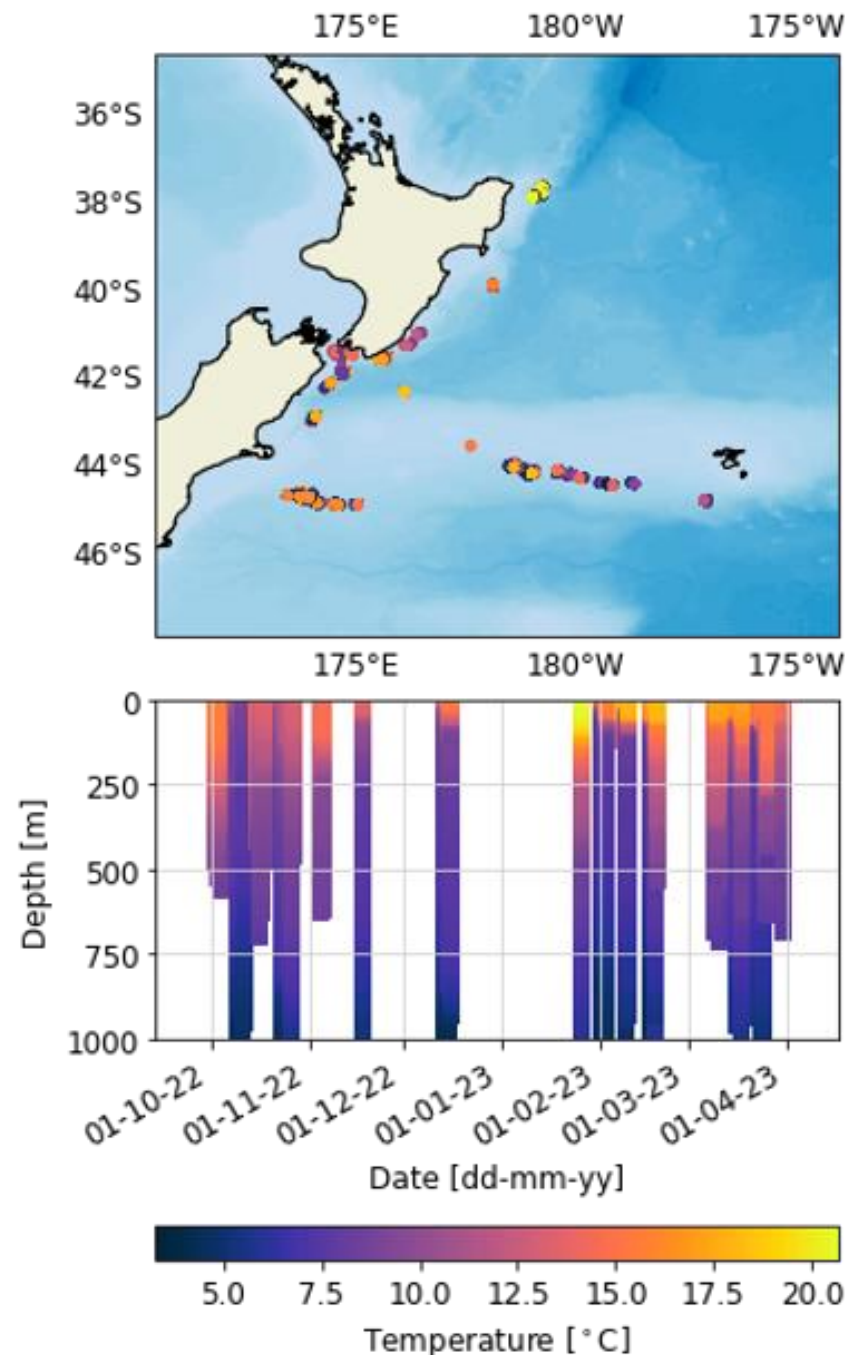 175°E 180°W 175°W
36°S
38°S
40°S
42°S
44°S
46°S
175°E 180°W 175°W
0
250
500
750
1000
Depth [m]
01-10-22 01-11-22 01-12-22 01-01-23 01-02-23 01-03-23 01-04-23
Date [dd-mm-yy]
5.0 7.5 10.0 12.5 15.0 17.5 20.0
Temperature [°C]